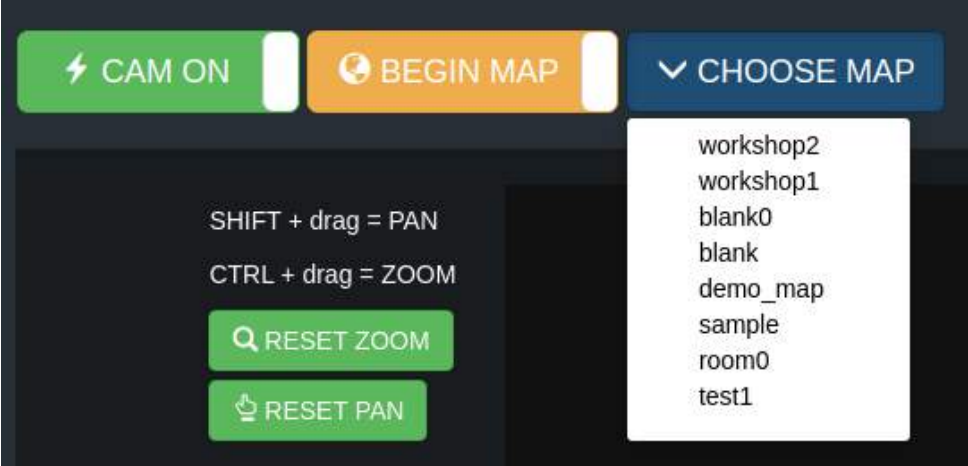 CAM ON
BEGIN MAP
CHOOSE MAP
workshop2
workshop1
blank0
blank
demo_map
sample
room0
test1
SHIFT + drag = PAN
CTRL + drag = ZOOM
RESET ZOOM
RESET PAN